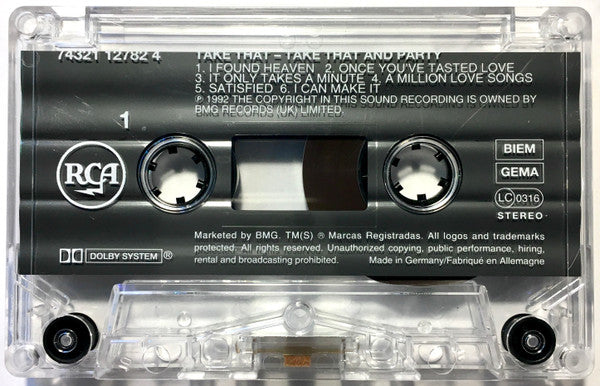 74321 12782 4 TAKE THAT – TAKE THAT AND PARTY
1. I FOUND HEAVEN 2. ONCE YOU'VE TASTED LOVE
3. IT ONLY TAKES A MINUTE 4. A MILLION LOVE SONGS
5. SATISFIED 6. I CAN MAKE IT
℗ 1992 THE COPYRIGHT IN THIS SOUND RECORDING IS OWNED BY
BMG RECORDS (UK) LIMITED.
1
RCA
BIEM
GEMA
LC 0316
STEREO
Marketed by BMG. TM(S) ® Marcas Registradas. All logos and trademarks
protected. All rights reserved. Unauthorized copying, public performance, hiring,
rental and broadcasting prohibited. Made in Germany/Fabriqué en Allemagne
DOLBY SYSTEM®